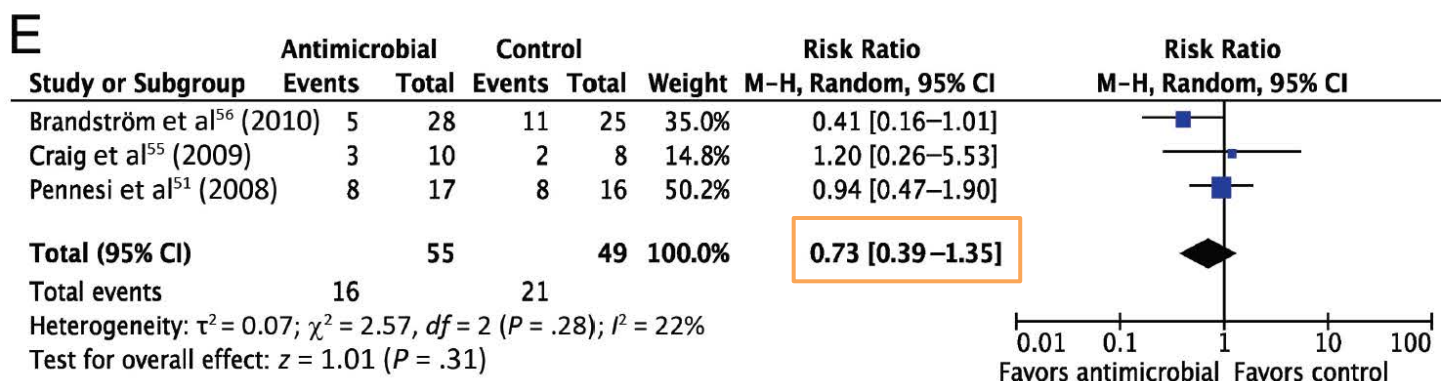 E
Antimicrobial Control Risk Ratio Risk Ratio
Study or Subgroup Events Total Events Total Weight M–H, Random, 95% CI M–H, Random, 95% CI
Brandström et al56 (2010) 5 28 11 25 35.0% 0.41 [0.16–1.01]
Craig et al55 (2009) 3 10 2 8 14.8% 1.20 [0.26–5.53]
Pennesi et al51 (2008) 8 17 8 16 50.2% 0.94 [0.47–1.90]
Total (95% CI) 55 49 100.0% 0.73 [0.39–1.35]
Total events 16 21
Heterogeneity: τ2 = 0.07; χ2 = 2.57, df = 2 (P = .28); I2 = 22%
Test for overall effect: z = 1.01 (P = .31)
0.01 0.1 1 10 100
Favors antimicrobial Favors control